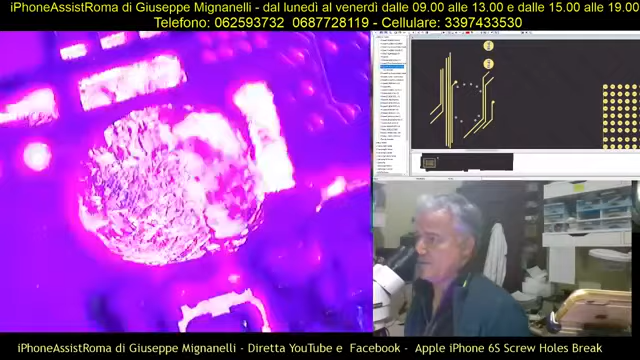 iPhoneAssistRoma di Giuseppe Mignanelli - dal lunedì al venerdì dalle 09.00 alle 13.00 e dalle 15.00 alle 19.00
Telefono: 062593732 0687728119 - Cellulare: 3397433530
iPhoneAssistRoma di Giuseppe Mignanelli - Diretta YouTube e Facebook - Apple iPhone 6S Screw Holes Break